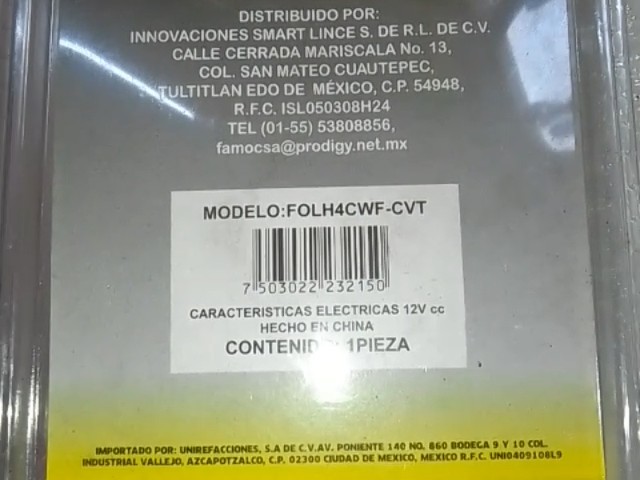 DISTRIBUIDO POR:
INNOVACIONES SMART LINCE S. DE R.L. DE C.V.
CALLE CERRADA MARISCALA No. 13,
COL. SAN MATEO CUAUTEPEC,
TULTITLAN EDO DE MÉXICO, C.P. 54948,
R.F.C. ISL050308H24
TEL (01-55) 53808856,
famocsa@prodigy.net.mx
MODELO:FOLH4CWF-CVT
7 503022 232150
CARACTERISTICAS ELECTRICAS 12V cc
HECHO EN CHINA
CONTENIDO: 1PIEZA
IMPORTADO POR: UNIREFACCIONES, S.A DE C.V.AV. PONIENTE 140 NO. 860 BODEGA 9 Y 10 COL.
INDUSTRIAL VALLEJO, AZCAPOTZALCO, C.P. 02300 CIUDAD DE MEXICO, MEXICO R.F.C. UNI0409108L9